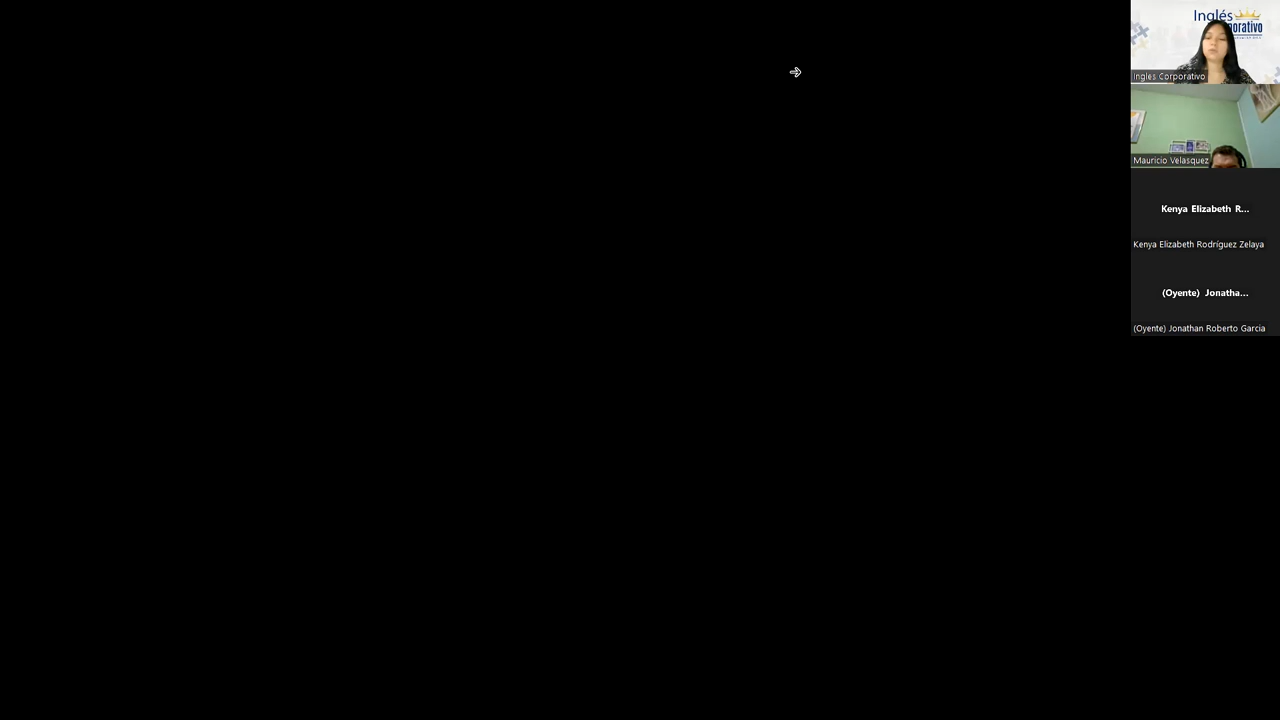 Inglés
orativo
Ingles Corporativo
Mauricio Velasquez
Kenya Elizabeth R...
Kenya Elizabeth Rodríguez Zelaya
(Oyente) Jonatha...
(Oyente) Jonathan Roberto Garcia